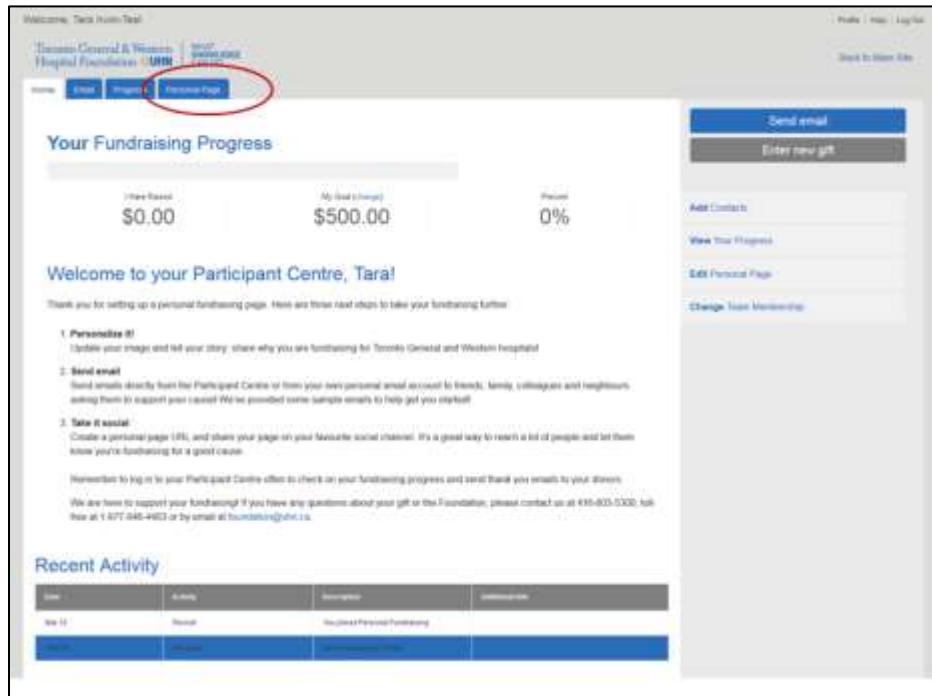 Welcome, Tara
Profile | Help | Log Out
Toronto General & Western
Hospital Foundation UHN
Back to Main Site
Home Email Progress Personal Page
Send email
Enter new gift
Your Fundraising Progress
I Have Raised
$0.00
My Goal (change)
$500.00
Percent
0%
Add Contacts
View Your Progress
Edit Personal Page
Change Team Membership
Welcome to your Participant Centre, Tara!
Thank you for setting up a personal fundraising page. Here are three next steps to take your fundraising further:
1. Personalize it!
Update your image and tell your story: share why you are fundraising for Toronto General and Western hospitals!
2. Send email
Send emails directly from the Participant Centre or from your own personal email account to friends, family, colleagues and neighbours
asking them to support your cause! We've provided some sample emails to help get you started!
3. Take it social
Create a personal page URL and share your page on your favourite social channel. It's a great way to reach a lot of people and let them
know you're fundraising for a good cause.
Remember to log in to your Participant Centre often to check on your fundraising progress and send thank you emails to your donors.
We are here to support your fundraising! If you have any questions about your gift or the Foundation, please contact us at 416-603-5300, toll
free at 1-877-846-4483 or by email at foundation@uhn.ca.
Recent Activity
Date Activity Description
Recruit You joined Personal Fundraising